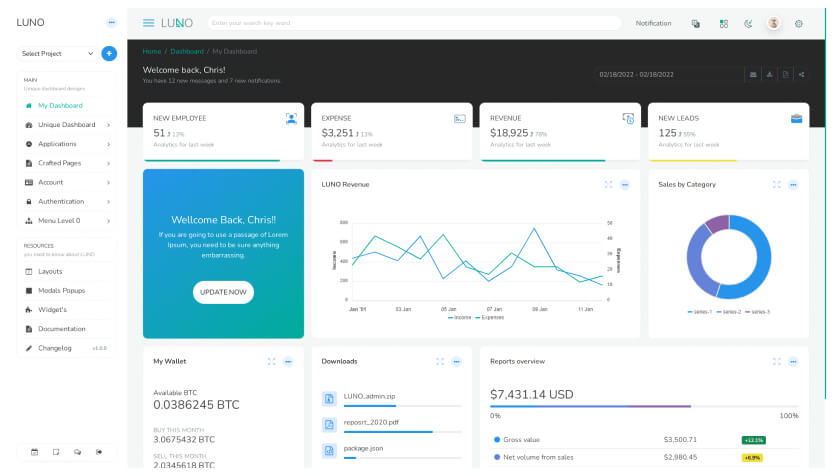 LUNO
Select Project
MAIN
Unique dashboard designs
My Dashboard
Unique Dashboard
Applications
Crafted Pages
Account
Authentication
Menu Level 0
RESOURCES
you need to know about LUNO
Layouts
Modals Popups
Widget's
Documentation
Changelog v1.0.0
LUNO
Enter your search key word
Notification
Home / Dashboard / My Dashboard
Welcome back, Chris!
You have 12 new messages and 7 new notifications.
02/18/2022 - 02/18/2022
NEW EMPLOYEE
51 13%
Analytics for last week
EXPENSE
$3,251 13%
Analytics for last week
REVENUE
$18,925 78%
Analytics for last week
NEW LEADS
125
Analytics for last week
Wellcome Back, Chris!!
If you are going to use a passage of Lorem
Ipsum, you need to be sure anything
embarrassing.
UPDATE NOW
LUNO Revenue
Income
800
600
400
200
0
50
40
30
20
10
0
Expenses
Jan '01 03 Jan 05 Jan 07 Jan 09 Jan 11 Jan
Income Expenses
Sales by Category
series-1 series-2 series-3
My Wallet
Available BTC
0.0386245 BTC
BUY THIS MONTH
3.0675432 BTC
SELL THIS MONTH
2.0345618 BTC
Downloads
LUNO_admin.zip
reposrt_2020.pdf
package.json
Reports overview
$7,431.14 USD
0% 100%
Gross value $3,500.71 +12.1%
Net volume from sales $2,980.45 +6.9%